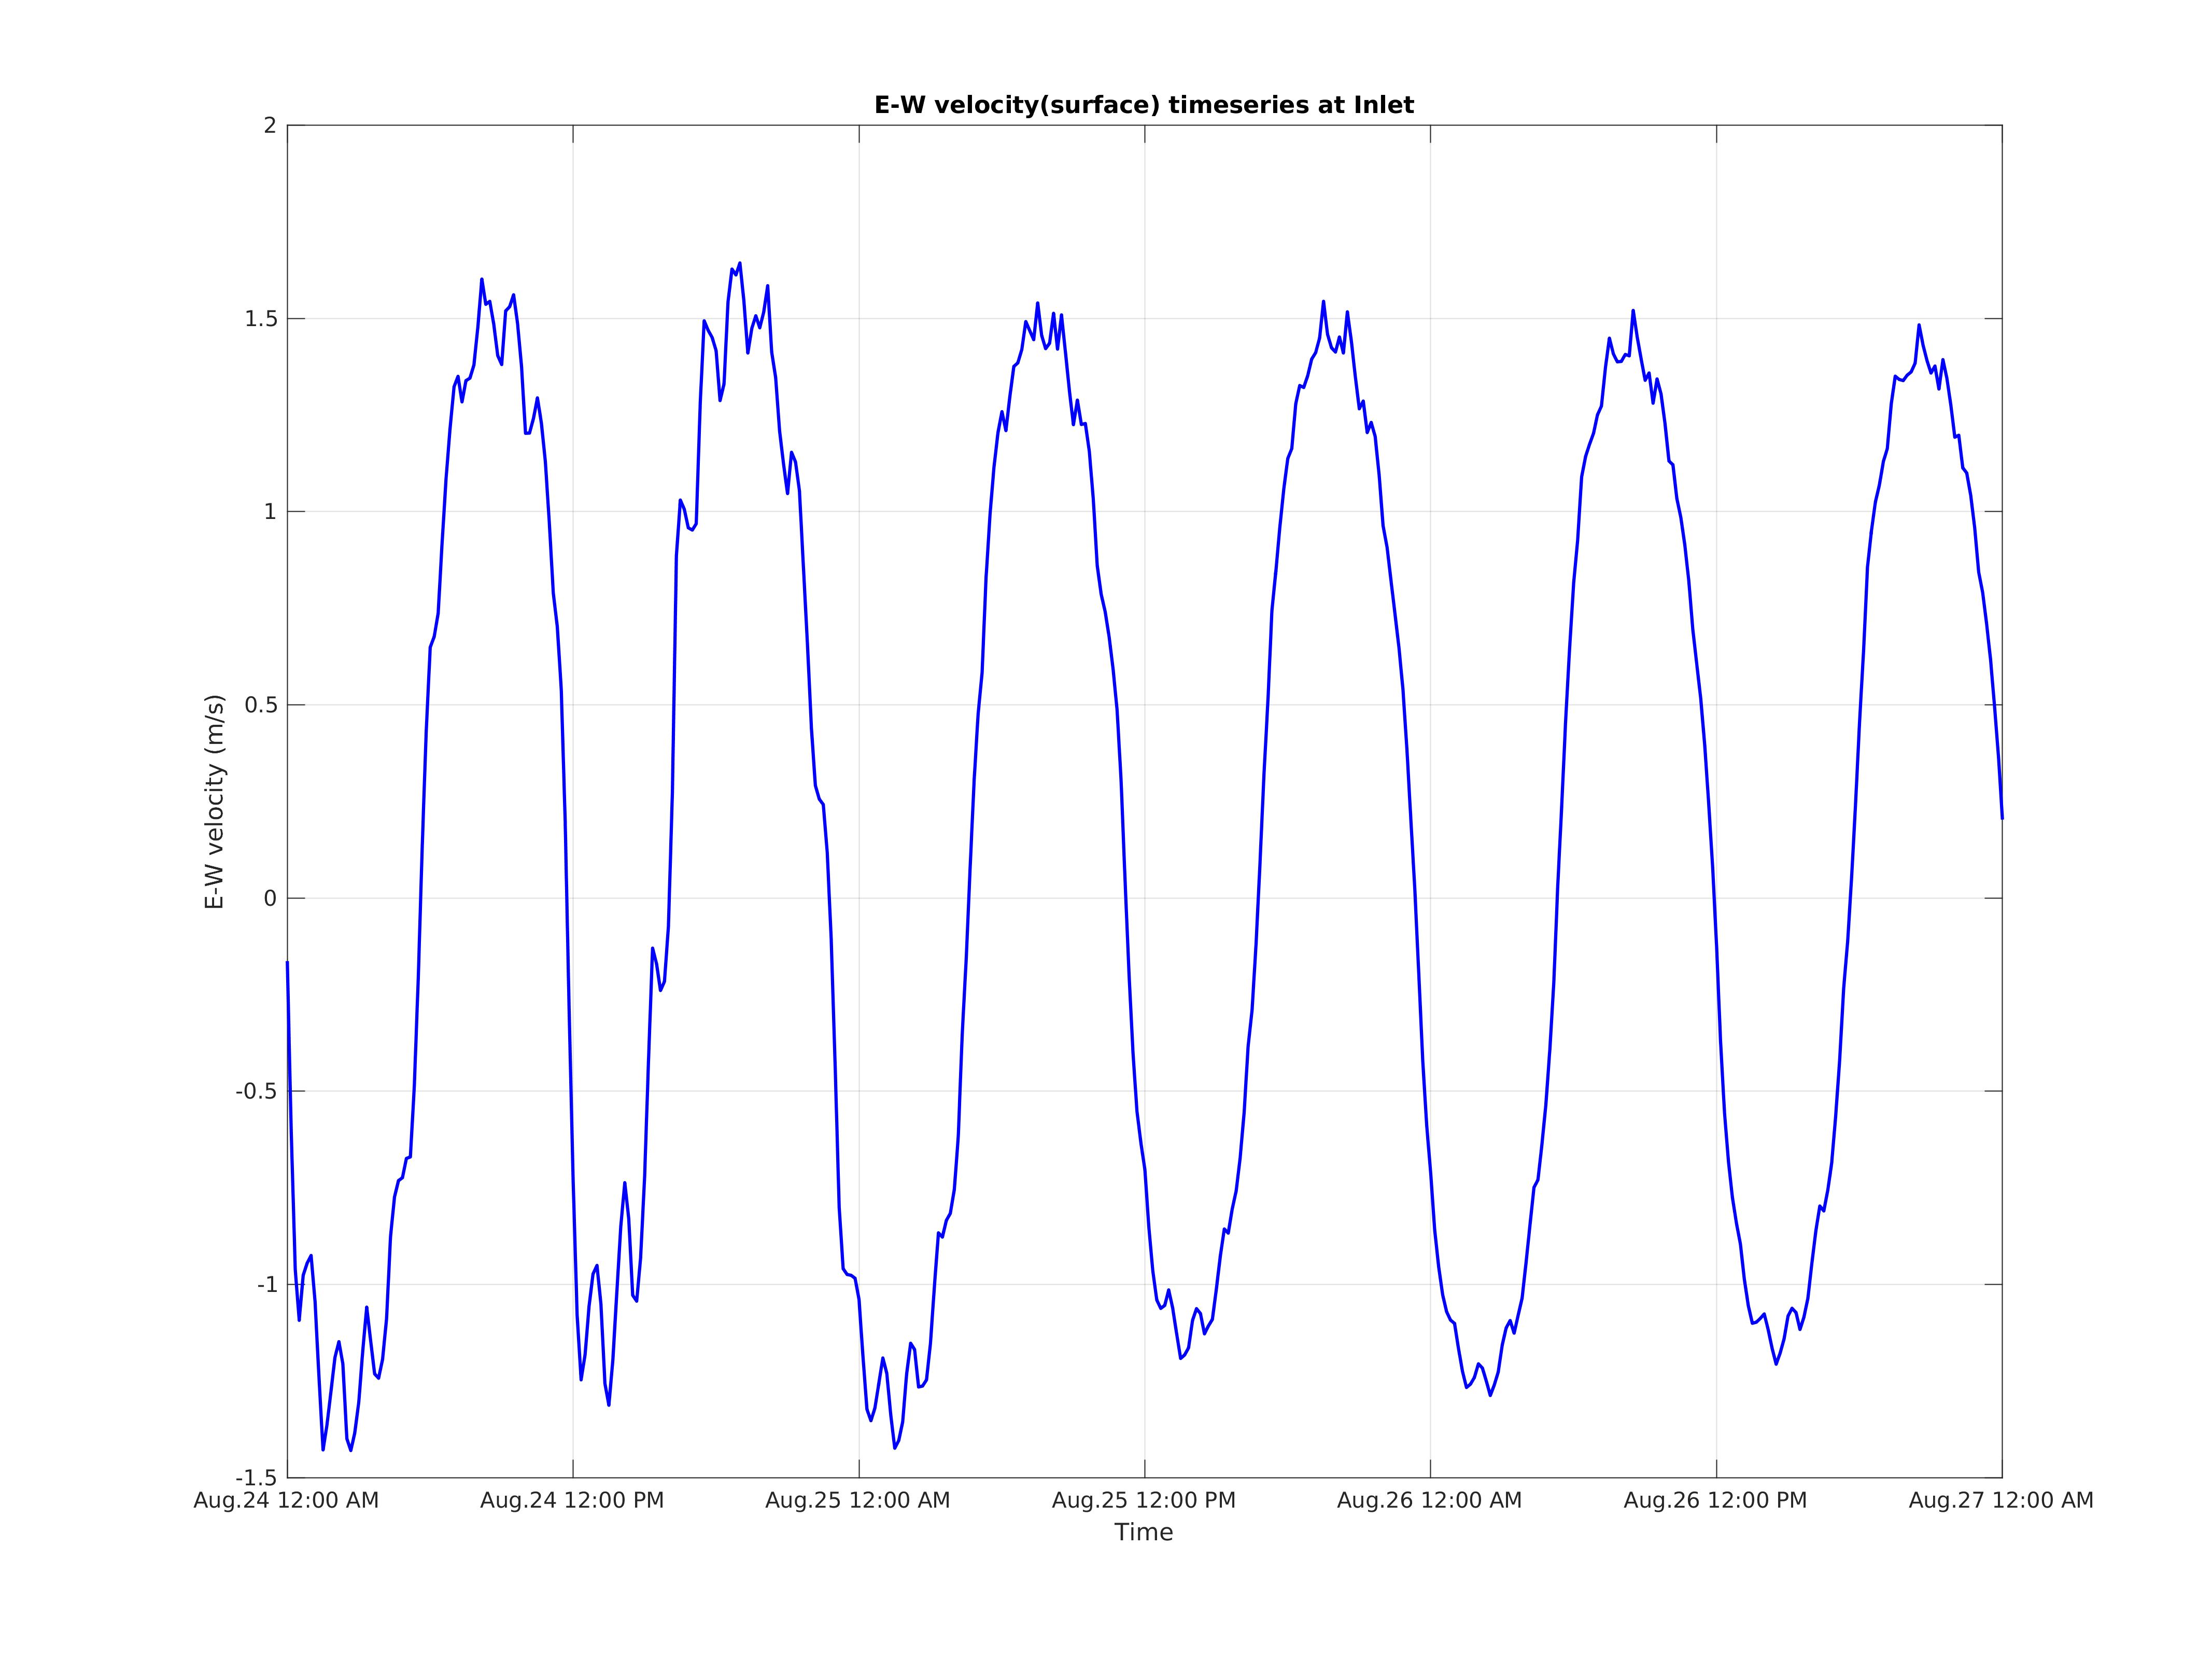 E-W velocity(surface) timeseries at Inlet
2
1.5
1
0.5
0
-0.5
-1
-1.5
E-W velocity (m/s)
Aug.24 12:00 AM Aug.24 12:00 PM Aug.25 12:00 AM Aug.25 12:00 PM Aug.26 12:00 AM Aug.26 12:00 PM Aug.27 12:00 AM
Time